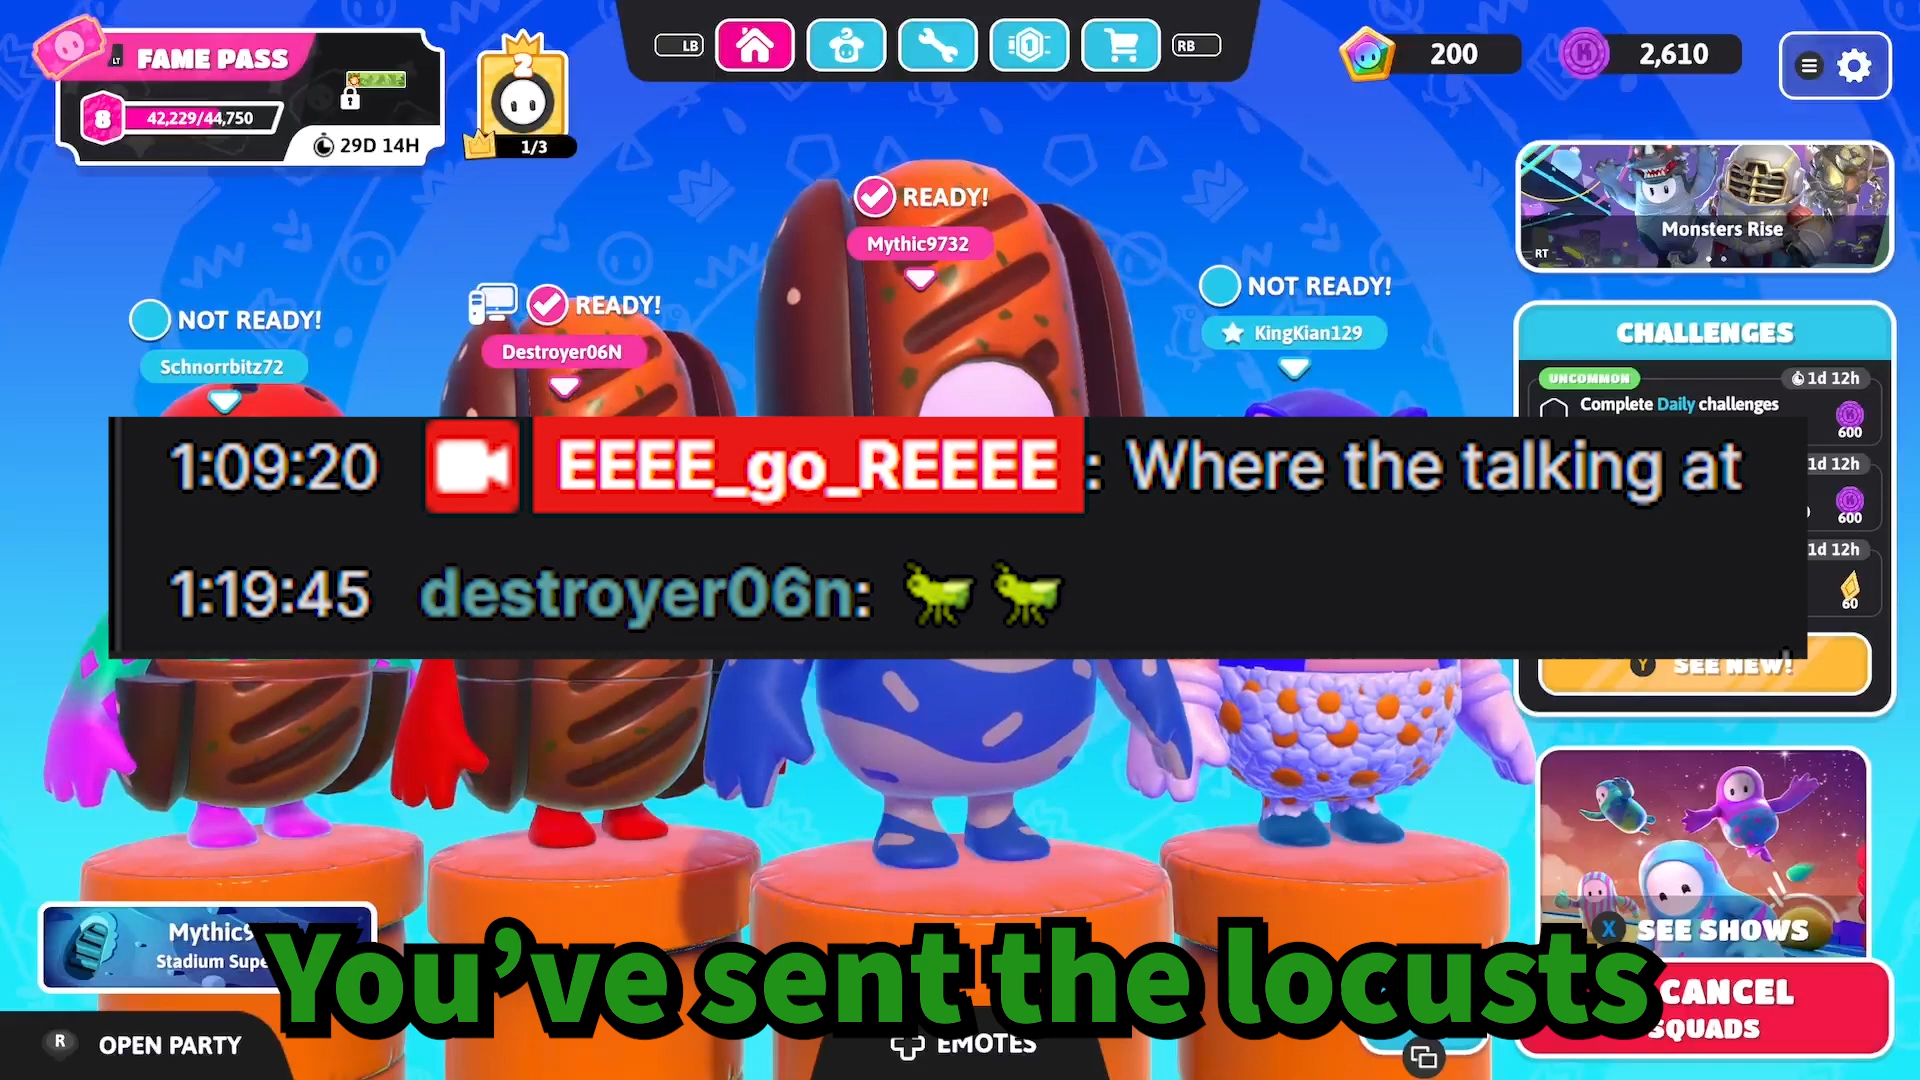 LT
FAME PASS
8
42,229/44,750
29D 14H
2
1/3
LB
RB
200
K
2,610
Monsters Rise
RT
READY!
Mythic9732
READY!
Destroyer06N
NOT READY!
Schnorrbitz72
NOT READY!
KingKian129
CHALLENGES
UNCOMMON
1d 12h
Complete Daily challenges
600
1d 12h
600
1d 12h
60
Y SEE NEW!
1:09:20 EEEE_go_REEEE: Where the talking at
1:19:45 destroyer06n:
X SEE SHOWS
Mythic9
Stadium Supe
You've sent the locusts
CANCEL
SQUADS
R OPEN PARTY
EMOTES